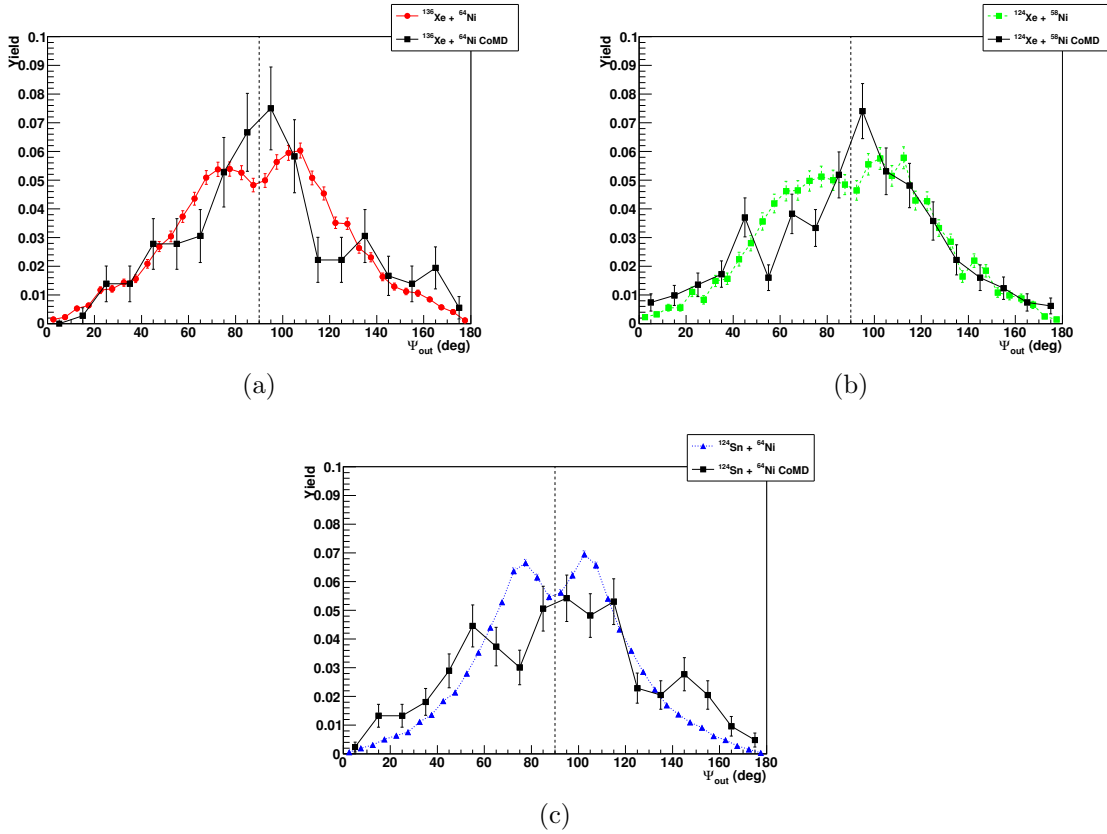 ¹³⁶Xe + ⁶⁴Ni
¹³⁶Xe + ⁶⁴Ni CoMD
Yield
0.1
0.09
0.08
0.07
0.06
0.05
0.04
0.03
0.02
0.01
0
0 20 40 60 80 100 120 140 160 180
Ψout (deg)
(a)
¹²⁴Xe + ⁵⁸Ni
¹²⁴Xe + ⁵⁸Ni CoMD
Yield
0.1
0.09
0.08
0.07
0.06
0.05
0.04
0.03
0.02
0.01
0
0 20 40 60 80 100 120 140 160 180
Ψout (deg)
(b)
¹²⁴Sn + ⁶⁴Ni
¹²⁴Sn + ⁶⁴Ni CoMD
Yield
0.1
0.09
0.08
0.07
0.06
0.05
0.04
0.03
0.02
0.01
0
0 20 40 60 80 100 120 140 160 180
Ψout (deg)
(c)